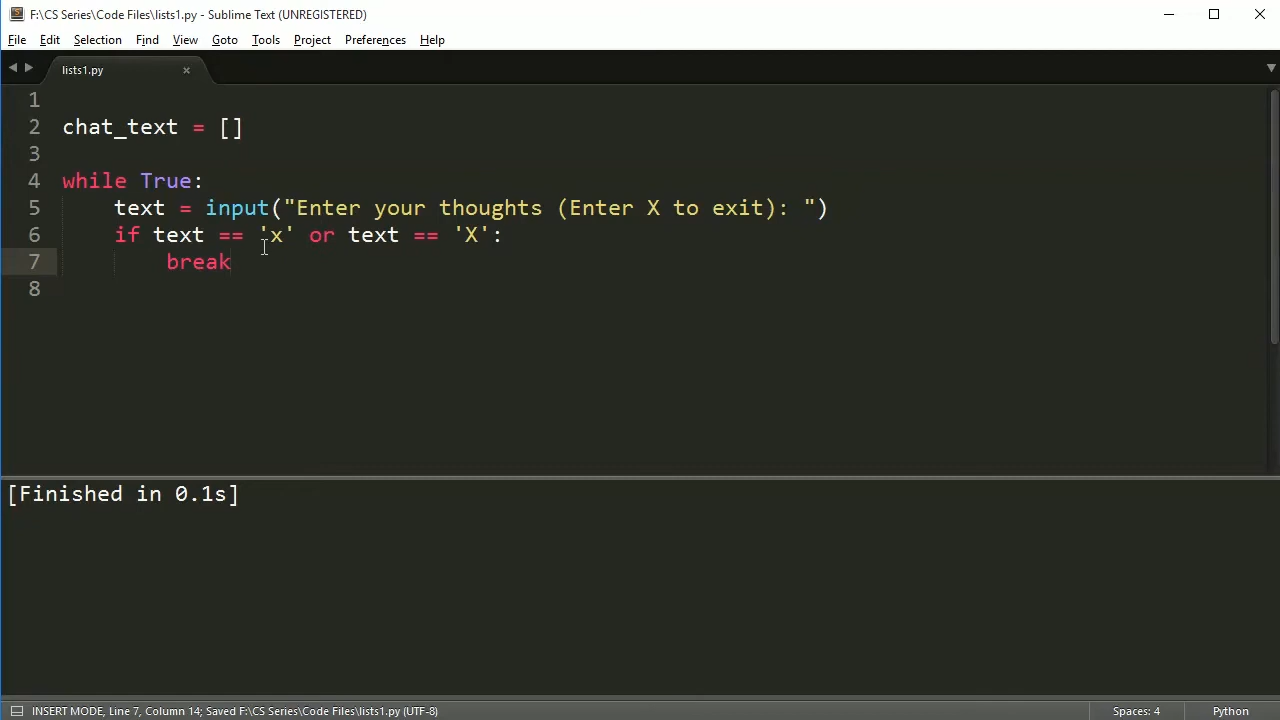 F:\CS Series\Code Files\lists1.py - Sublime Text (UNREGISTERED)
File Edit Selection Find View Goto Tools Project Preferences Help
lists1.py
1
2 chat_text = []
3
4 while True:
5     text = input("Enter your thoughts (Enter X to exit): ")
6     if text == 'x' or text == 'X':
7         break
8
[Finished in 0.1s]
INSERT MODE, Line 7, Column 14; Saved F:\CS Series\Code Files\lists1.py (UTF-8) Spaces: 4 Python